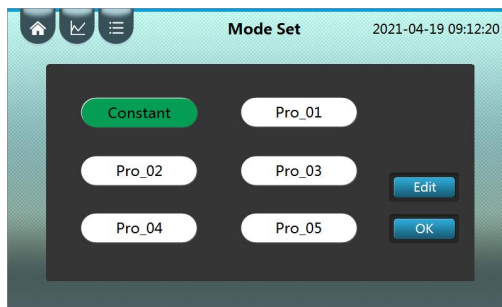 Mode Set
2021-04-19 09:12:20
Constant
Pro_01
Pro_02
Pro_03
Edit
Pro_04
Pro_05
OK